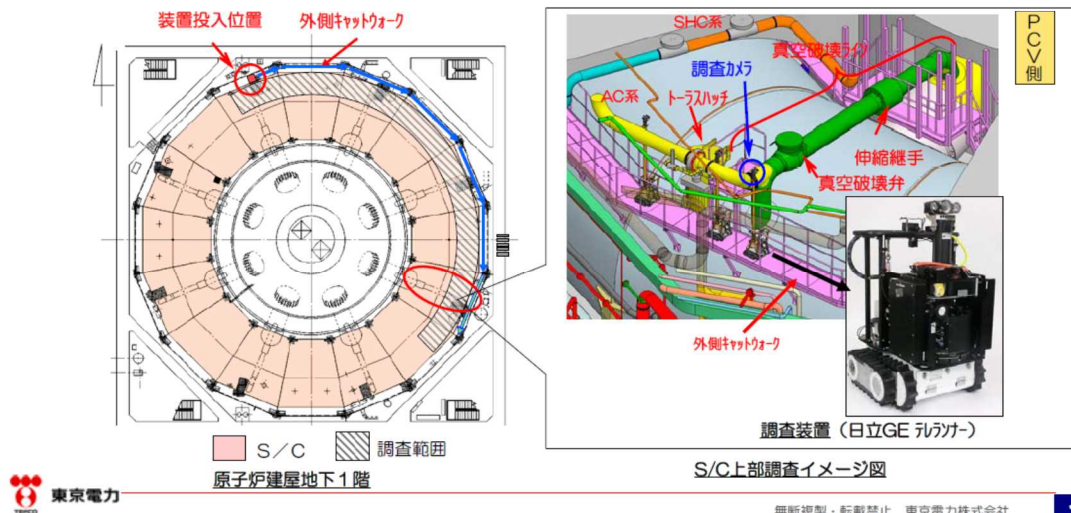 装置投入位置
外側キャットウォーク
S/C
調査範囲
原子炉建屋地下1階
SHC系
真空破壊ライン
調査カメラ
AC系
トーラスハッチ
伸縮継手
真空破壊弁
外側キャットウォーク
PCV側
調査装置(日立GE テレランナー)
S/C上部調査イメージ図
東京電力
TEPCO
無断複製・転載禁止 東京電力株式会社